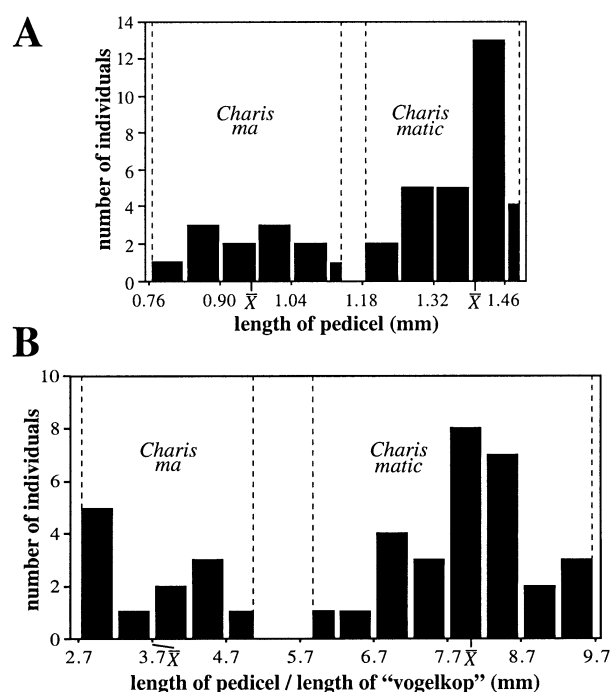 A
14
12
10
8
6
4
2
0
number of individuals
Charis
ma
Charis
matic
0.76 0.90 X̅ 1.04 1.18 1.32 X̅ 1.46
length of pedicel (mm)
B
10
8
6
4
2
0
number of individuals
Charis
ma
Charis
matic
2.7 3.7 X̅ 4.7 5.7 6.7 7.7 X̅ 8.7 9.7
length of pedicel / length of “vogelkop” (mm)